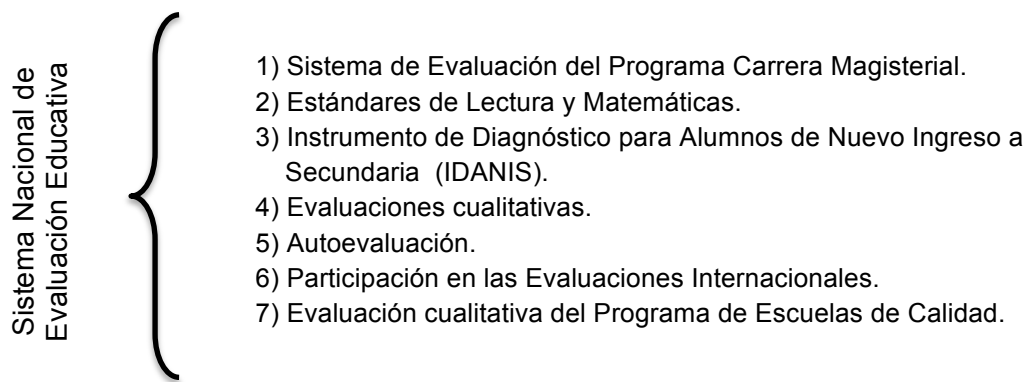 Sistema Nacional de
Evaluación Educativa
1) Sistema de Evaluación del Programa Carrera Magisterial.
2) Estándares de Lectura y Matemáticas.
3) Instrumento de Diagnóstico para Alumnos de Nuevo Ingreso a
Secundaria (IDANIS).
4) Evaluaciones cualitativas.
5) Autoevaluación.
6) Participación en las Evaluaciones Internacionales.
7) Evaluación cualitativa del Programa de Escuelas de Calidad.